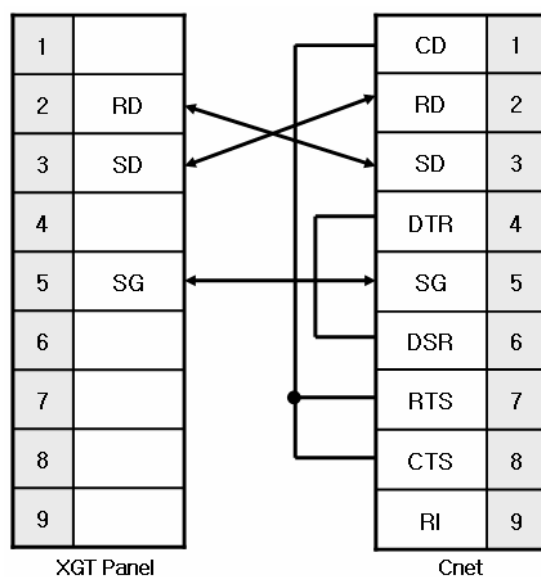 1 CD 1
2 RD RD 2
3 SD SD 3
4 DTR 4
5 SG SG 5
6 DSR 6
7 RTS 7
8 CTS 8
9 RI 9
XGT Panel Cnet